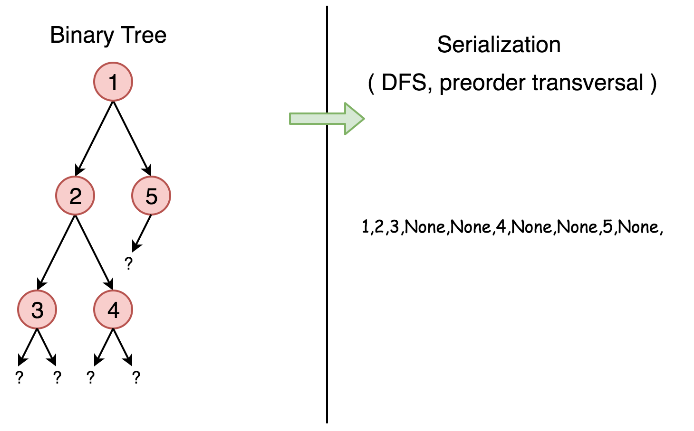 Binary Tree
Serialization
( DFS, preorder transversal )
1
2
5
1,2,3,None,None,4,None,None,5,None,
?
3
4
? ? ? ?